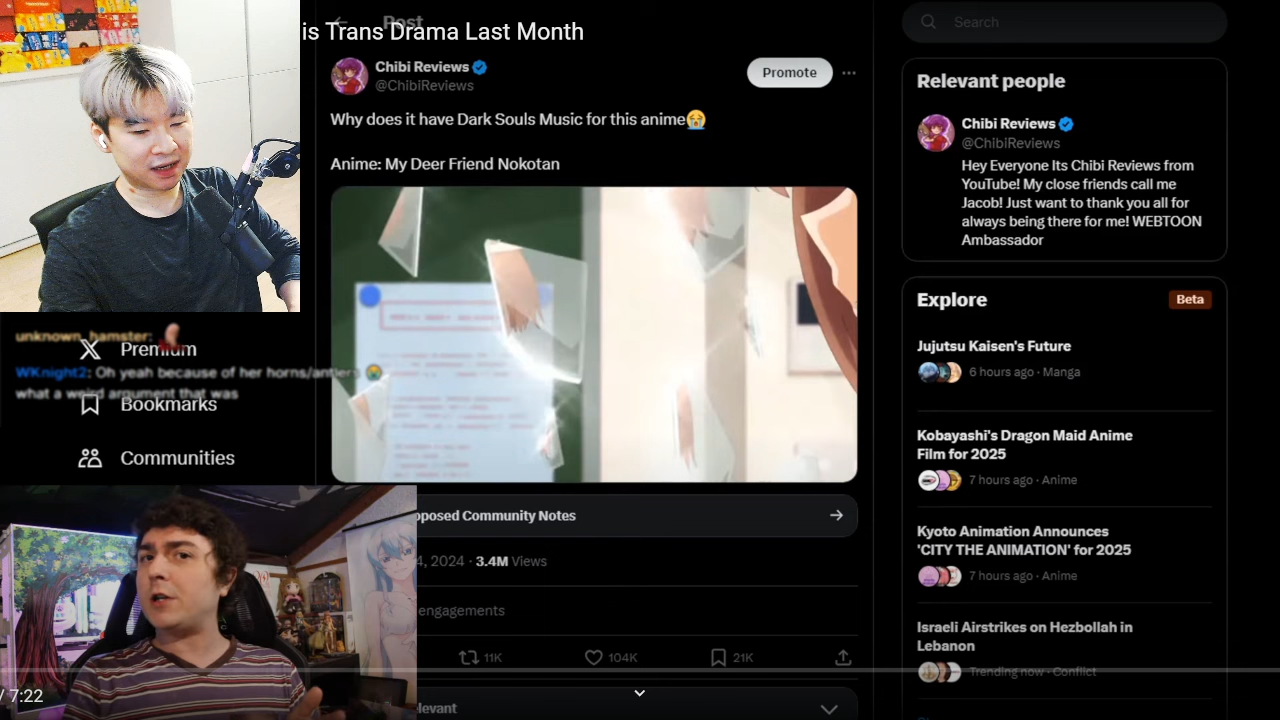 is Trans Drama Last Month
Post
Search
Chibi Reviews
@ChibiReviews
Promote
Why does it have Dark Souls Music for this anime😭
Anime: My Deer Friend Nokotan
Relevant people
Chibi Reviews
@ChibiReviews
Hey Everyone Its Chibi Reviews from
YouTube! My close friends call me
Jacob! Just want to thank you all for
always being there for me! WEBTOON
Ambassador
Explore
Beta
Jujutsu Kaisen's Future
6 hours ago · Manga
Kobayashi's Dragon Maid Anime
Film for 2025
7 hours ago · Anime
Kyoto Animation Announces
'CITY THE ANIMATION' for 2025
7 hours ago · Anime
Israeli Airstrikes on Hezbollah in
Lebanon
Trending now · Conflict
unknown_hamster:
Premium
WKnight2: Oh yeah because of her horns/antlers 😭
what a weird argument that was
Bookmarks
Communities
oposed Community Notes
4, 2024 · 3.4M Views
engagements
11K
104K
21K
levant
/ 7:22